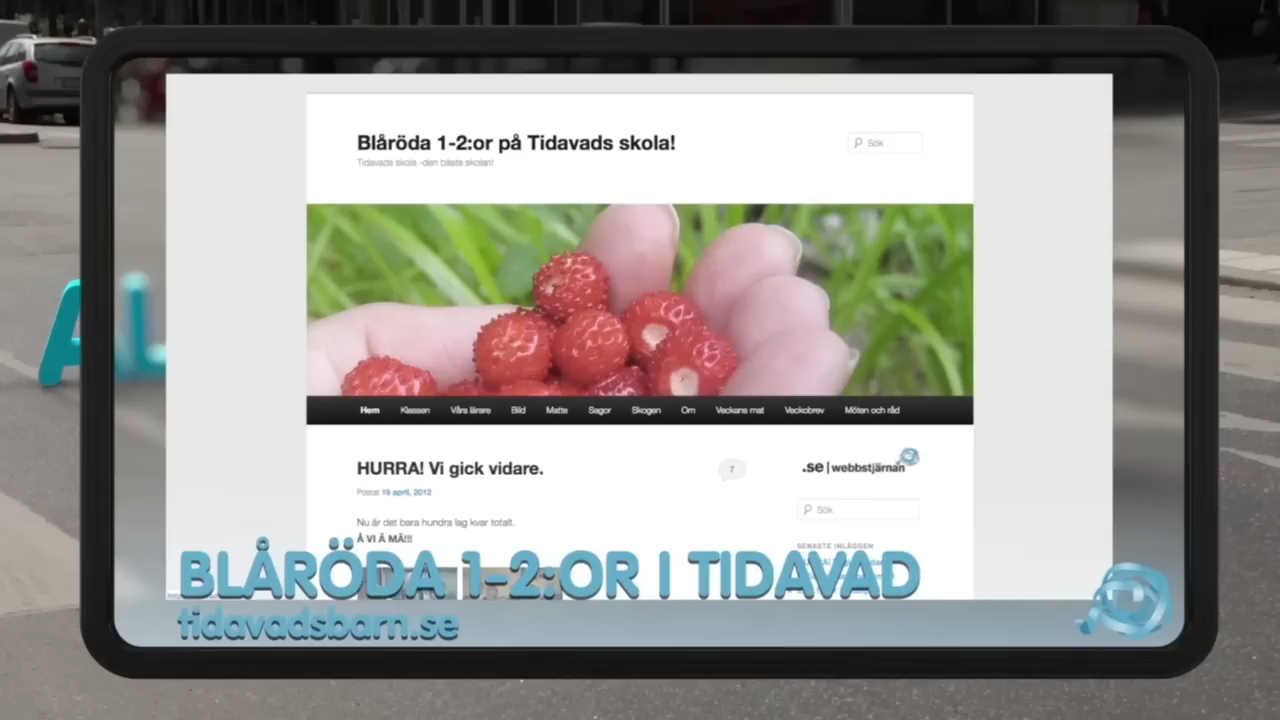 Blåröda 1-2:or på Tidavads skola!
Tidavads skola -den bästa skolan!
Sök
AL
Hem Klassen Våra lärare Bild Matte Sagor Skogen Om Veckans mat Veckobrev Möten och råd
HURRA! Vi gick vidare.
7
.se | webbstjärnan
Postat 19 april, 2012
Sök
Nu är det bara hundra lag kvar totalt.
Å VI Ä MÄ!!!
SENASTE INLÄGGEN
BLÅRÖDA 1-2:OR I TIDAVAD
tidavadsbarn.se